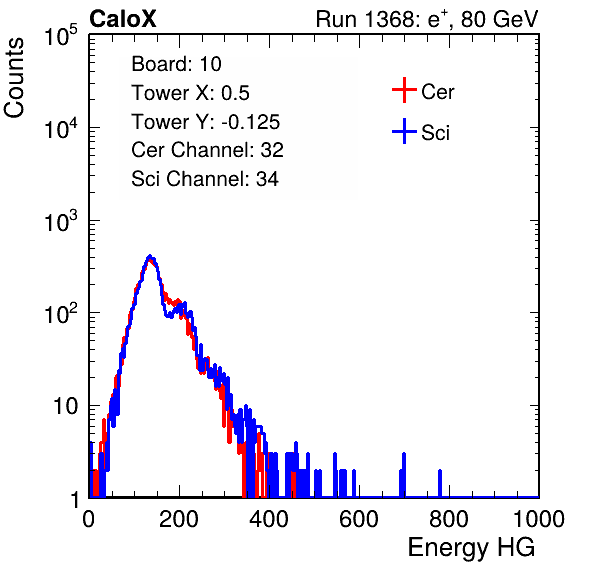 CaloX Run 1368: e⁺, 80 GeV
Counts
10⁵
10⁴
10³
10²
10
1
Board: 10
Tower X: 0.5
Tower Y: -0.125
Cer Channel: 32
Sci Channel: 34
Cer
Sci
0 200 400 600 800 1000
Energy HG